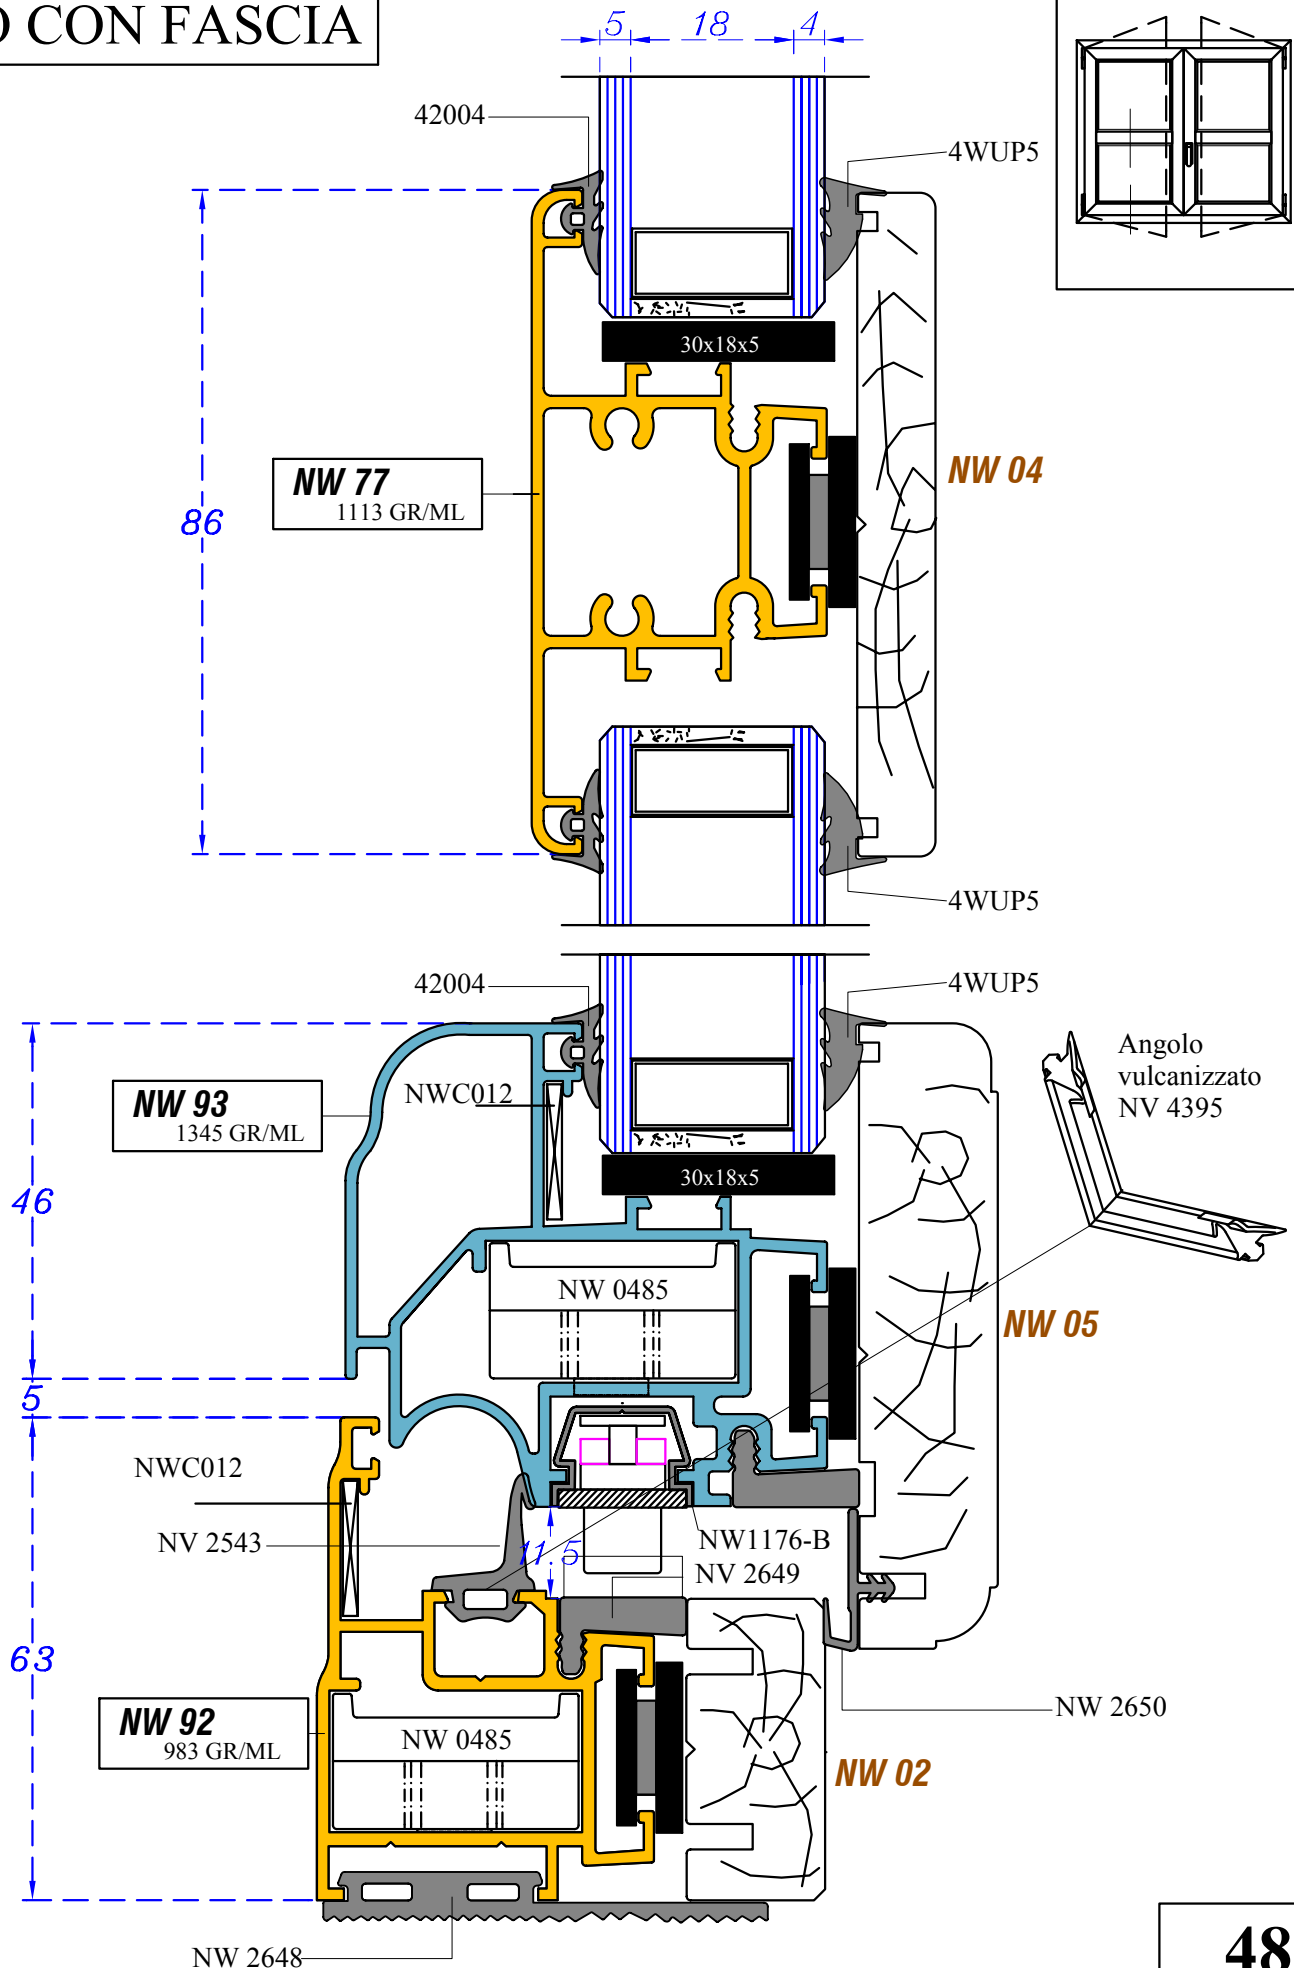 O CON FASCIA
5 18 4
42004
4WUP5
30x18x5
NW 77
1113 GR/ML
86
NW 04
4WUP5
42004
4WUP5
Angolo
vulcanizzato
NV 4395
NWC012
NW 93
1345 GR/ML
30x18x5
46
NW 0485
NW 05
5
NWC012
NV 2543
11.5
NW1176-B
NV 2649
63
NW 2650
NW 92
983 GR/ML
NW 0485
NW 02
NW 2648
48